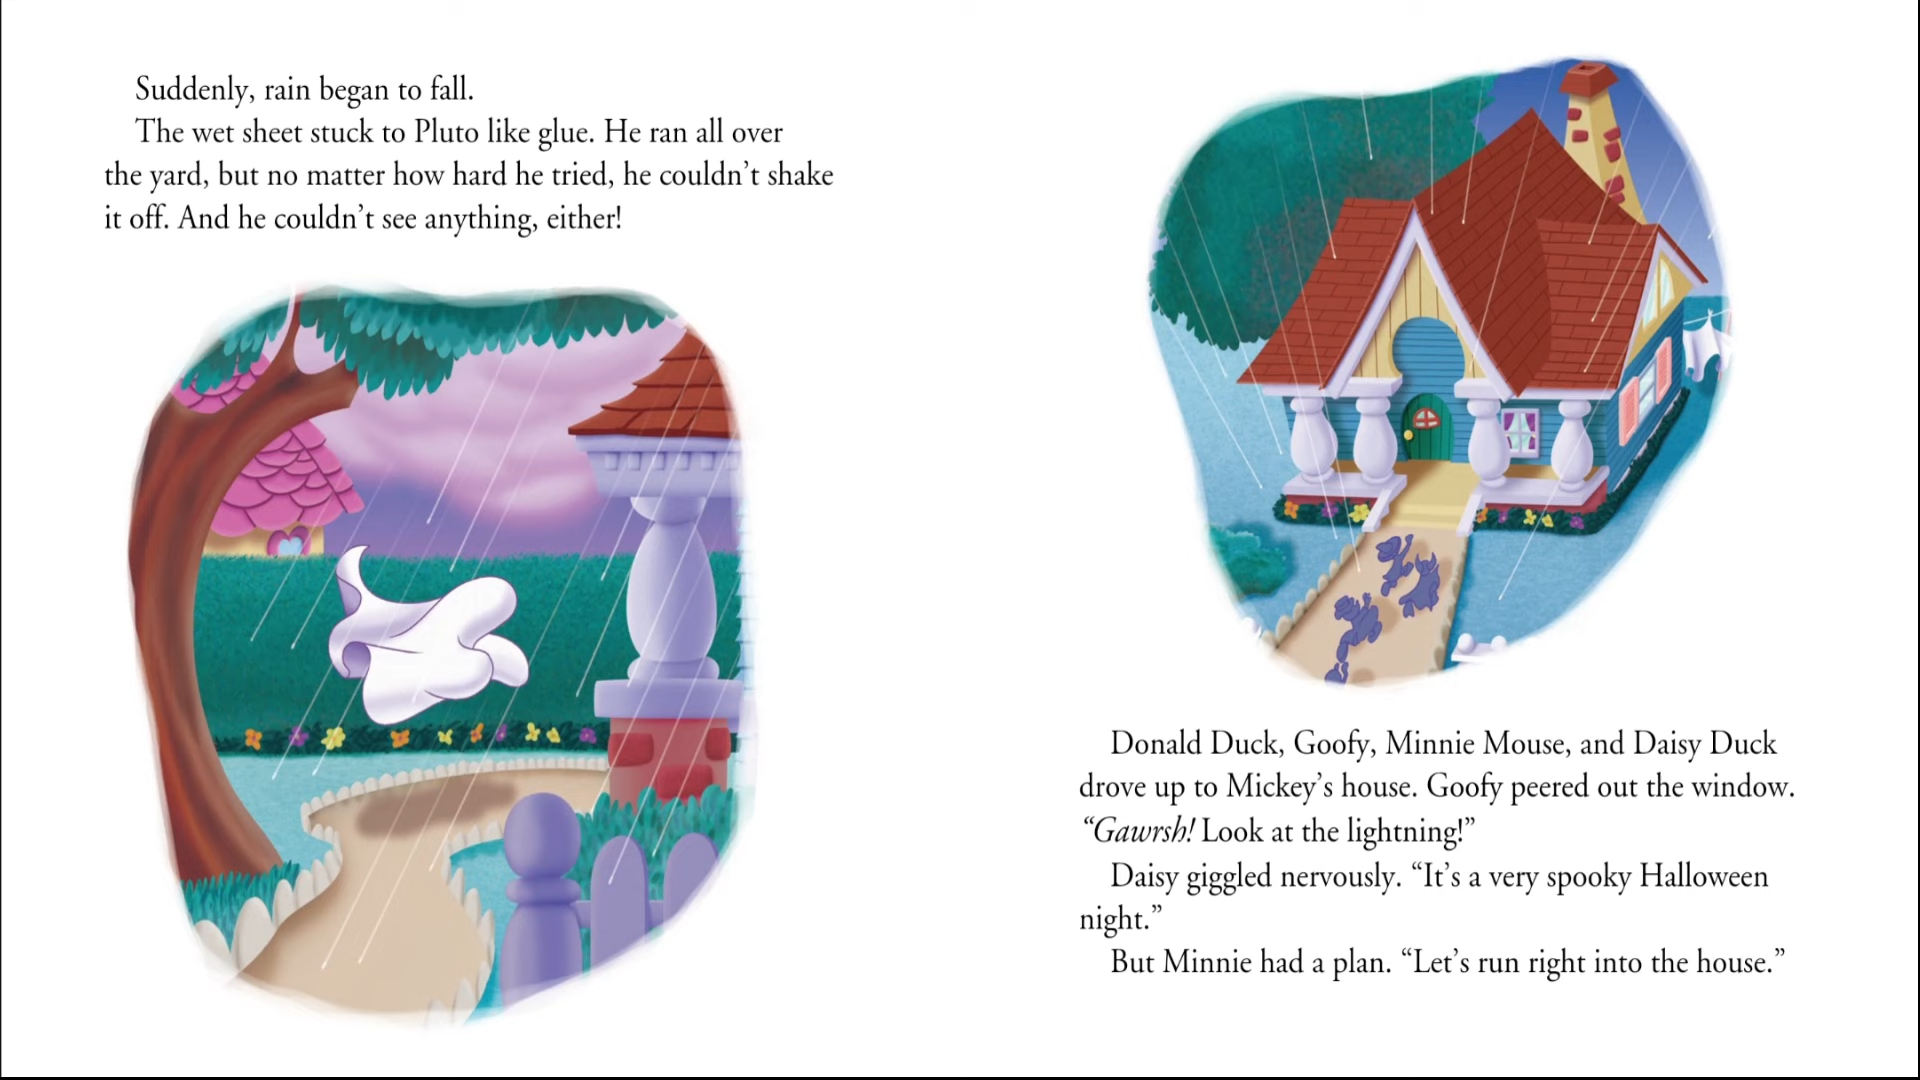 Suddenly, rain began to fall.
The wet sheet stuck to Pluto like glue. He ran all over
the yard, but no matter how hard he tried, he couldn’t shake
it off. And he couldn’t see anything, either!
Donald Duck, Goofy, Minnie Mouse, and Daisy Duck
drove up to Mickey’s house. Goofy peered out the window.
“Gawrsh! Look at the lightning!”
Daisy giggled nervously. “It’s a very spooky Halloween
night.”
But Minnie had a plan. “Let’s run right into the house.”